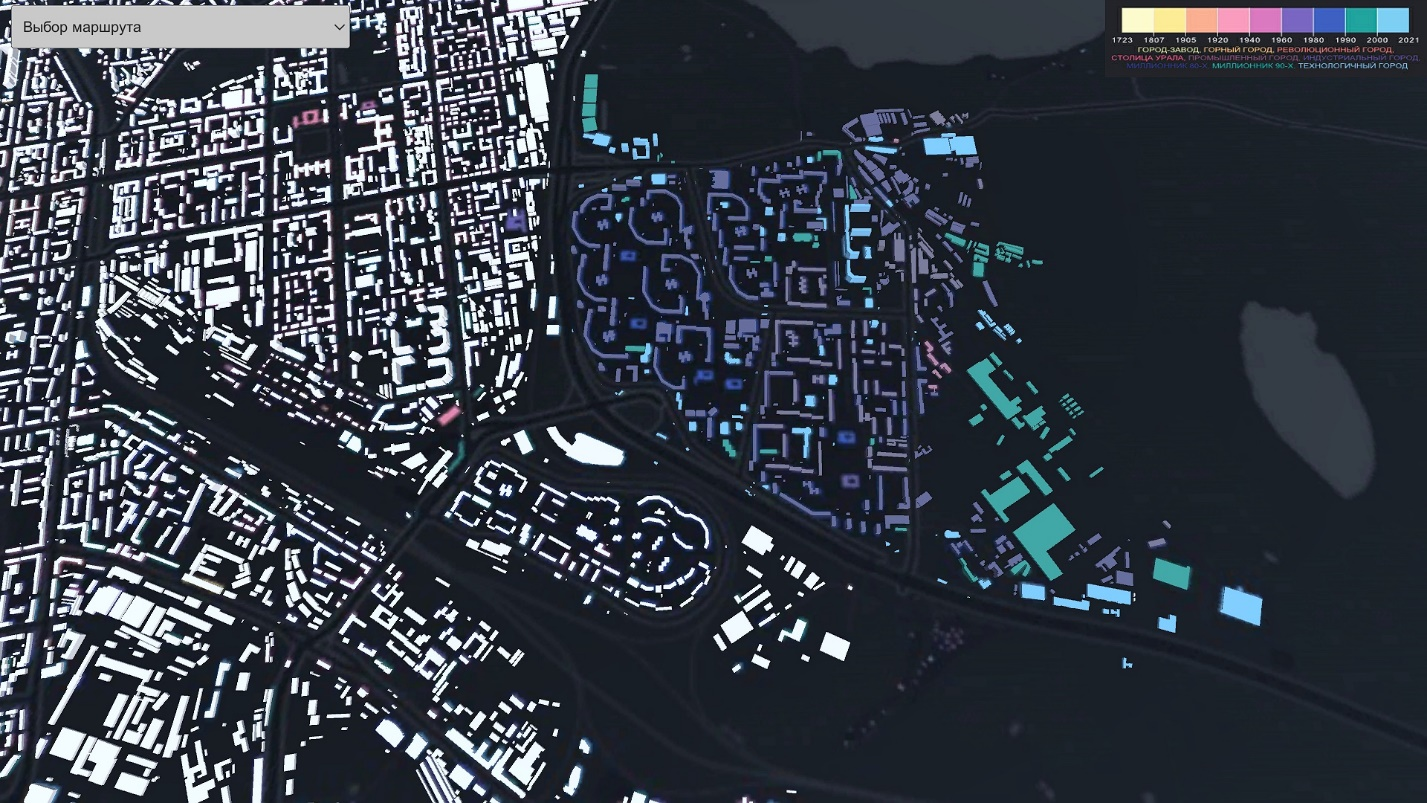 Выбор маршрута
1723 1807 1905 1920 1940 1960 1980 1990 2000 2021
ГОРОД-ЗАВОД, ГОРНЫЙ ГОРОД, РЕВОЛЮЦИОННЫЙ ГОРОД,
СТОЛИЦА УРАЛА, ПРОМЫШЛЕННЫЙ ГОРОД, ИНДУСТРИАЛЬНЫЙ ГОРОД,
МИЛЛИОННИК 80-Х, МИЛЛИОННИК 90-Х, ТЕХНОЛОГИЧНЫЙ ГОРОД